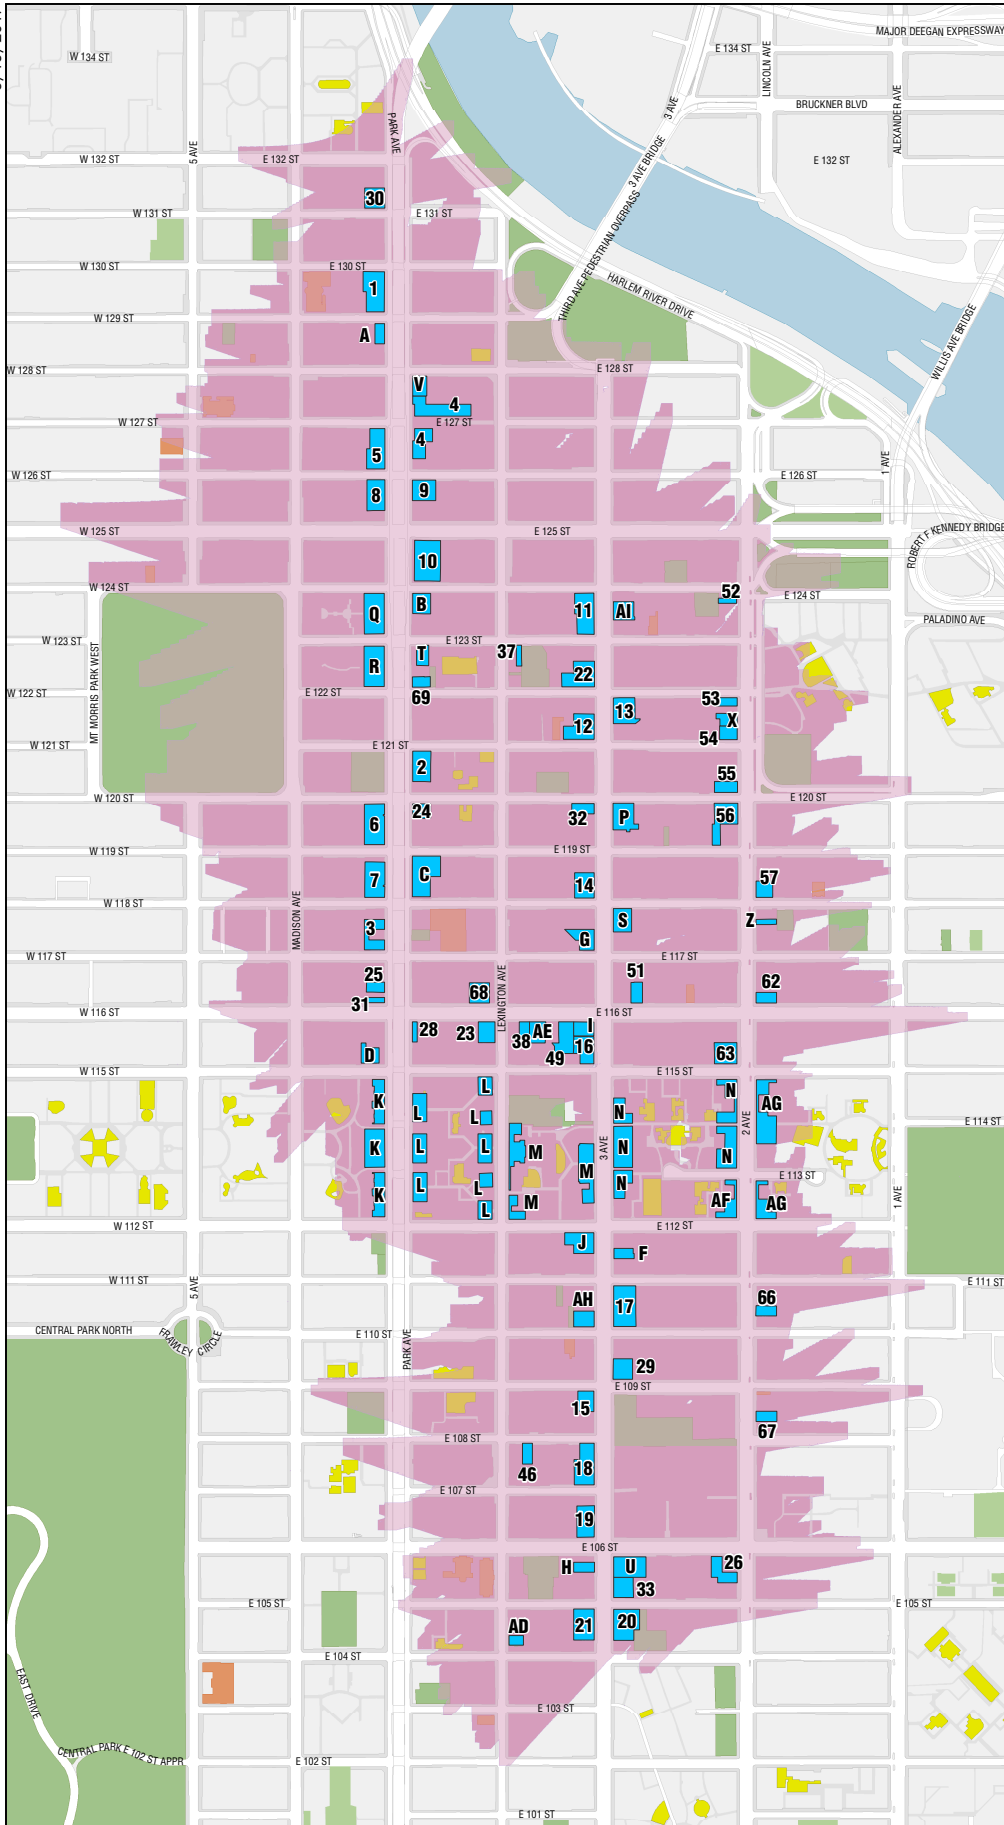 MAJOR DEEGAN EXPRESSWAY
W 134 ST
E 134 ST
LINCOLN AVE
BRUCKNER BLVD
ALEXANDER AVE
3 AVE
PARK AVE
5 AVE
W 132 ST
E 132 ST
3 AVE BRIDGE
E 132 ST
30
W 131 ST
E 131 ST
THIRD AVE PEDESTRIAN OVERPASS
W 130 ST
E 130 ST
HARLEM RIVER DRIVE
1
W 129 ST
A
WILLIS AVE BRIDGE
W 128 ST
E 128 ST
V
4
W 127 ST
E 127 ST
4
5
1 AVE
W 126 ST
E 126 ST
8
9
W 125 ST
E 125 ST
ROBERT F KENNEDY BRIDGE
10
W 124 ST
E 124 ST
52
Q
B
11
AI
PALADINO AVE
W 123 ST
E 123 ST
MT MORRIS PARK WEST
R
T
37
22
W 122 ST
E 122 ST
69
53
13
X
12
54
W 121 ST
E 121 ST
2
55
W 120 ST
E 120 ST
6
24
32
P
56
W 119 ST
E 119 ST
7
C
14
57
W 118 ST
MADISON AVE
3
S
Z
G
W 117 ST
E 117 ST
25
68
LEXINGTON AVE
51
62
31
W 116 ST
E 116 ST
28
23
38
AE
I
49
16
D
63
W 115 ST
E 115 ST
K
L
L
L
N
N
2 AVE
AG
E 114 ST
K
L
L
M
M
3 AVE
N
N
E 113 ST
K
L
L
L
M
N
AF
AG
1 AVE
W 112 ST
E 112 ST
J
F
W 111 ST
E 111 ST
5 AVE
AH
17
66
CENTRAL PARK NORTH
FRAWLEY CIRCLE
E 110 ST
PARK AVE
29
E 109 ST
15
67
E 108 ST
46
18
E 107 ST
19
E 106 ST
H
U
26
33
E 105 ST
E 105 ST
AD
21
20
E 104 ST
EAST DRIVE
E 103 ST
CENTRAL PARK E 102 ST APPR
E 102 ST
E 101 ST